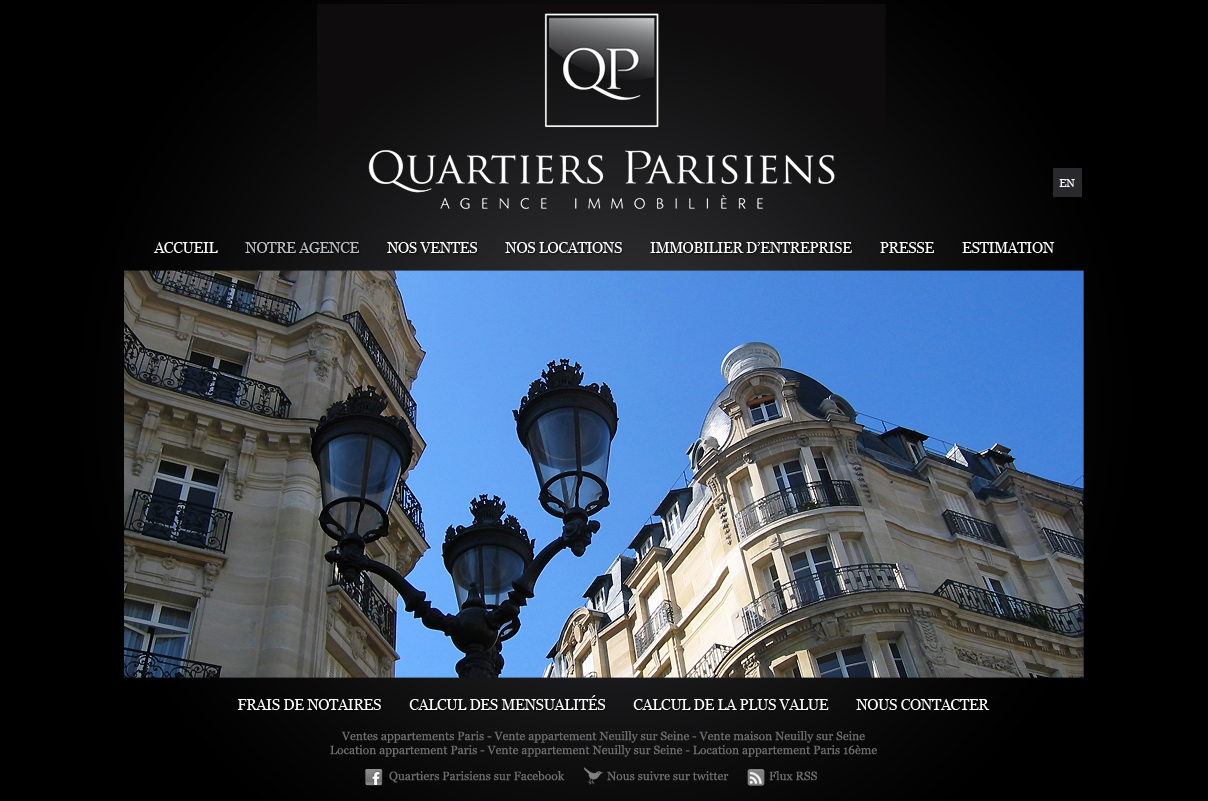 QP
QUARTIERS PARISIENS
AGENCE IMMOBILIÈRE
EN
ACCUEIL NOTRE AGENCE NOS VENTES NOS LOCATIONS IMMOBILIER D'ENTREPRISE PRESSE ESTIMATION
FRAIS DE NOTAIRES CALCUL DES MENSUALITÉS CALCUL DE LA PLUS VALUE NOUS CONTACTER
Ventes appartements Paris - Vente appartement Neuilly sur Seine - Vente maison Neuilly sur Seine
Location appartement Paris - Vente appartement Neuilly sur Seine - Location appartement Paris 16ème
Quartiers Parisiens sur Facebook Nous suivre sur twitter Flux RSS